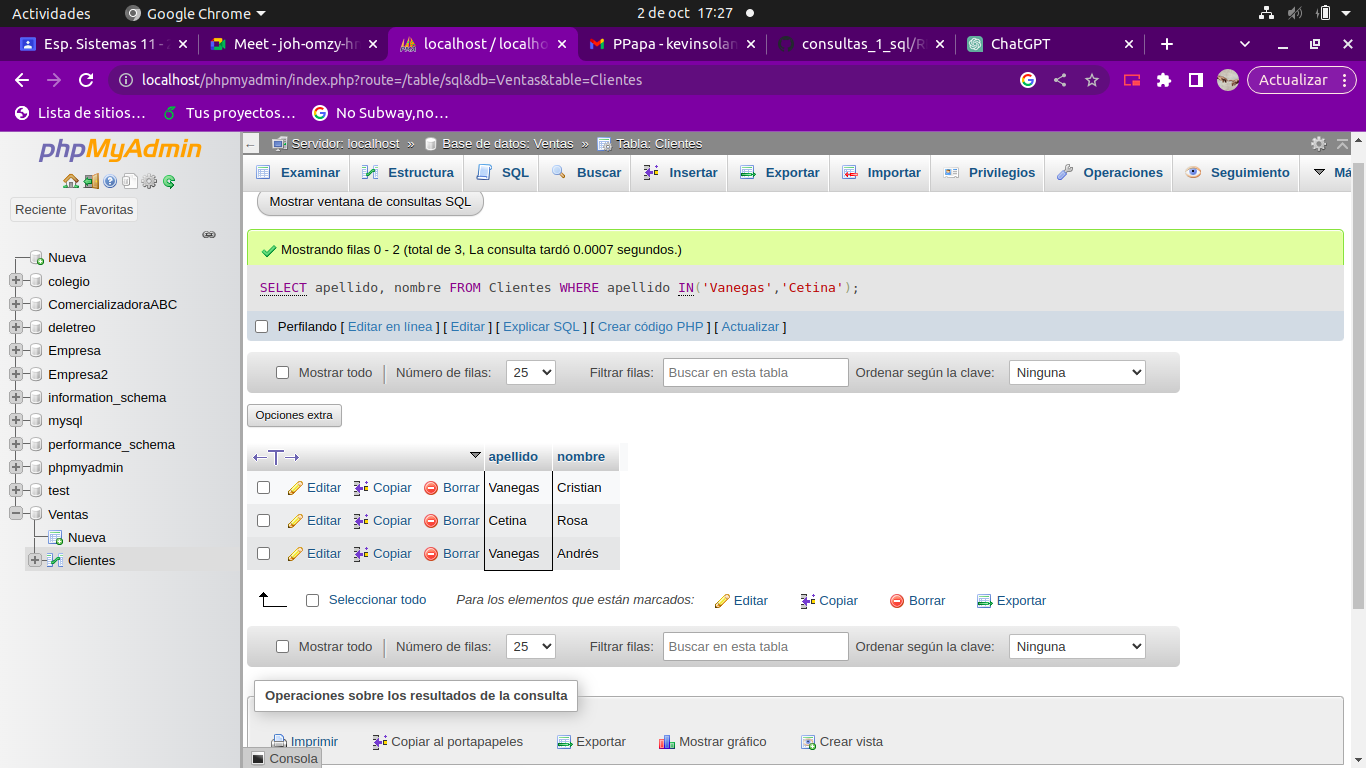 Actividades Google Chrome 2 de oct 17:27
Esp. Sistemas 11 - 2 Meet - joh-omzy-hr localhost / localho PPapa - kevinsolan consultas_1_sql/R ChatGPT
localhost/phpmyadmin/index.php?route=/table/sql&db=Ventas&table=Clientes Actualizar
Lista de sitios… Tus proyectos… No Subway,no…
phpMyAdmin
Reciente Favoritas
Nueva
colegio
ComercializadoraABC
deletreo
Empresa
Empresa2
information_schema
mysql
performance_schema
phpmyadmin
test
Ventas
Nueva
Clientes
Servidor: localhost » Base de datos: Ventas » Tabla: Clientes
Examinar Estructura SQL Buscar Insertar Exportar Importar Privilegios Operaciones Seguimiento Má
Mostrar ventana de consultas SQL
Mostrando filas 0 - 2 (total de 3, La consulta tardó 0.0007 segundos.)
SELECT apellido, nombre FROM Clientes WHERE apellido IN('Vanegas','Cetina');
Perfilando [ Editar en línea ] [ Editar ] [ Explicar SQL ] [ Crear código PHP ] [ Actualizar ]
Mostrar todo Número de filas: 25 Filtrar filas: Buscar en esta tabla Ordenar según la clave: Ninguna
Opciones extra
←T→ apellido nombre
Editar Copiar Borrar Vanegas Cristian
Editar Copiar Borrar Cetina Rosa
Editar Copiar Borrar Vanegas Andrés
Seleccionar todo Para los elementos que están marcados: Editar Copiar Borrar Exportar
Mostrar todo Número de filas: 25 Filtrar filas: Buscar en esta tabla Ordenar según la clave: Ninguna
Operaciones sobre los resultados de la consulta
Imprimir Copiar al portapapeles Exportar Mostrar gráfico Crear vista
Consola